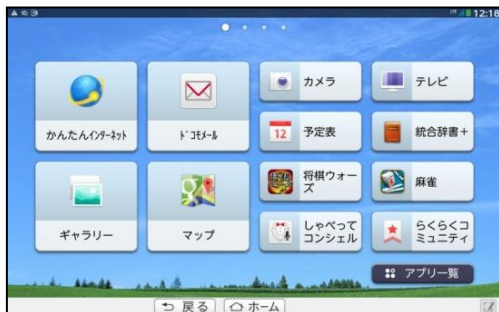 12:18
カメラ
テレビ
かんたんインターネット
ドコモメール
12
予定表
統合辞書+
将棋ウォー
ズ
麻雀
ギャラリー
マップ
しゃべって
コンシェル
らくらくコ
ミュニティ
アプリ一覧
戻る
ホーム